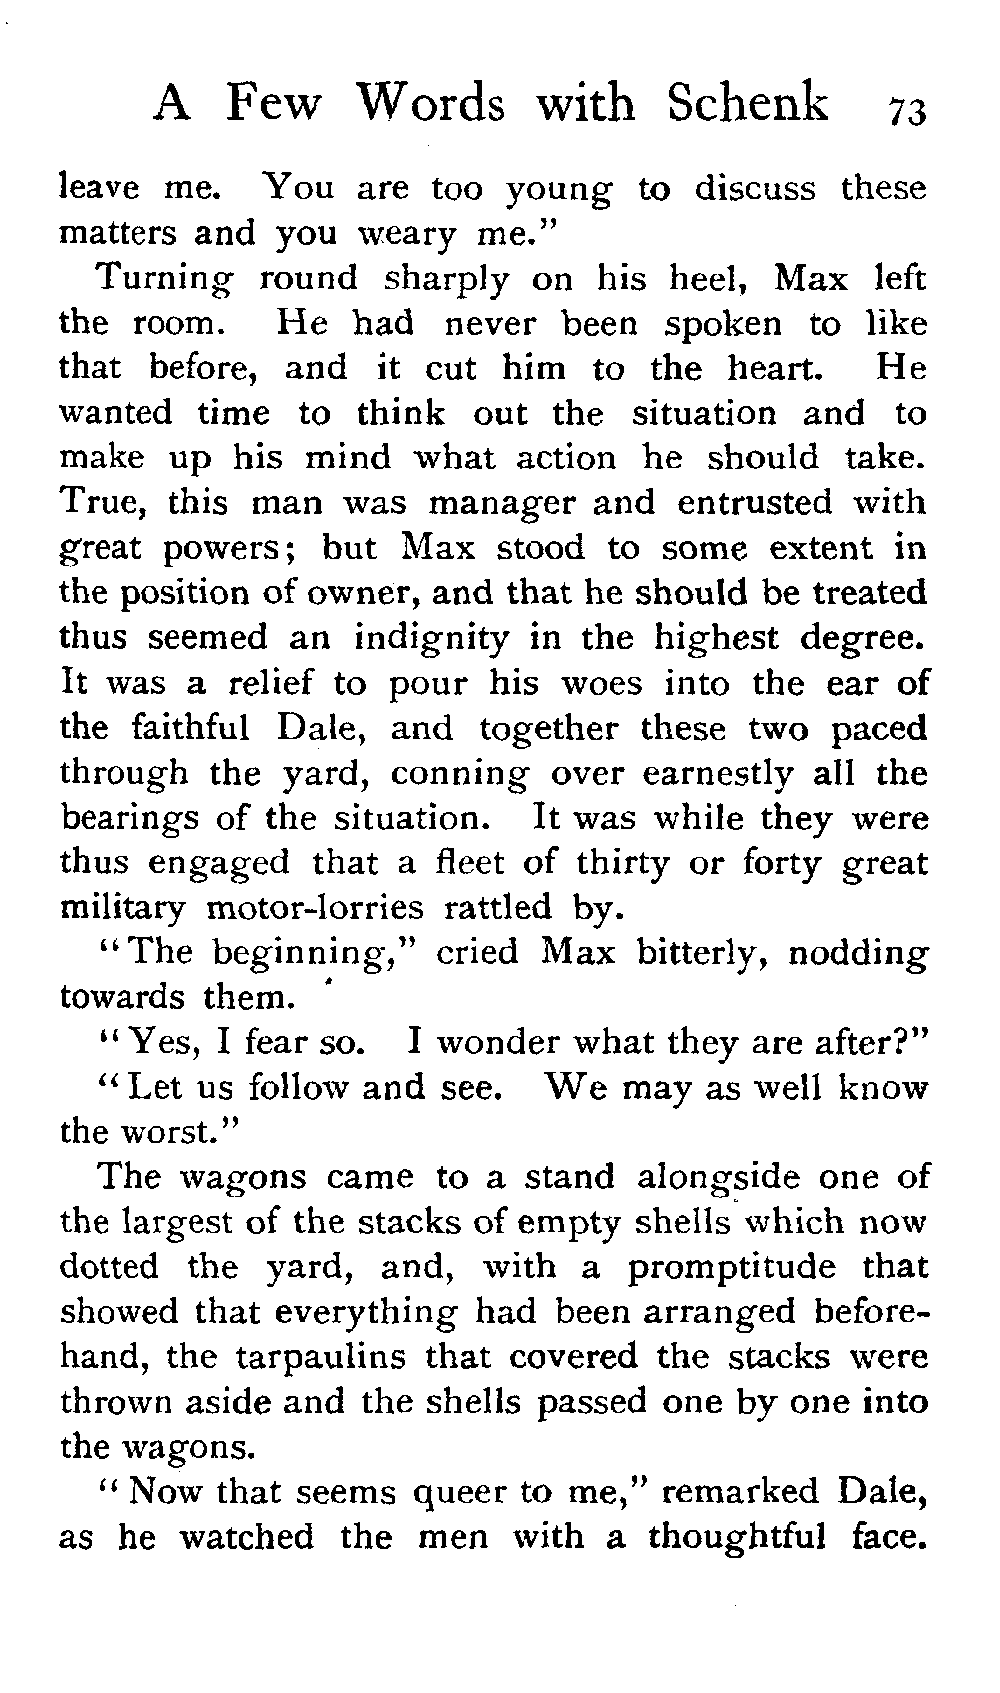 A Few Words with Schenk 73
leave me. You are too young to discuss these
matters and you weary me."
Turning round sharply on his heel, Max left
the room. He had never been spoken to like
that before, and it cut him to the heart. He
wanted time to think out the situation and to
make up his mind what action he should take.
True, this man was manager and entrusted with
great powers; but Max stood to some extent in
the position of owner, and that he should be treated
thus seemed an indignity in the highest degree.
It was a relief to pour his woes into the ear of
the faithful Dale, and together these two paced
through the yard, conning over earnestly all the
bearings of the situation. It was while they were
thus engaged that a fleet of thirty or forty great
military motor-lorries rattled by.
"The beginning," cried Max bitterly, nodding
towards them.
"Yes, I fear so. I wonder what they are after?"
"Let us follow and see. We may as well know
the worst."
The wagons came to a stand alongside one of
the largest of the stacks of empty shells which now
dotted the yard, and, with a promptitude that
showed that everything had been arranged before-
hand, the tarpaulins that covered the stacks were
thrown aside and the shells passed one by one into
the wagons.
"Now that seems queer to me," remarked Dale,
as he watched the men with a thoughtful face.